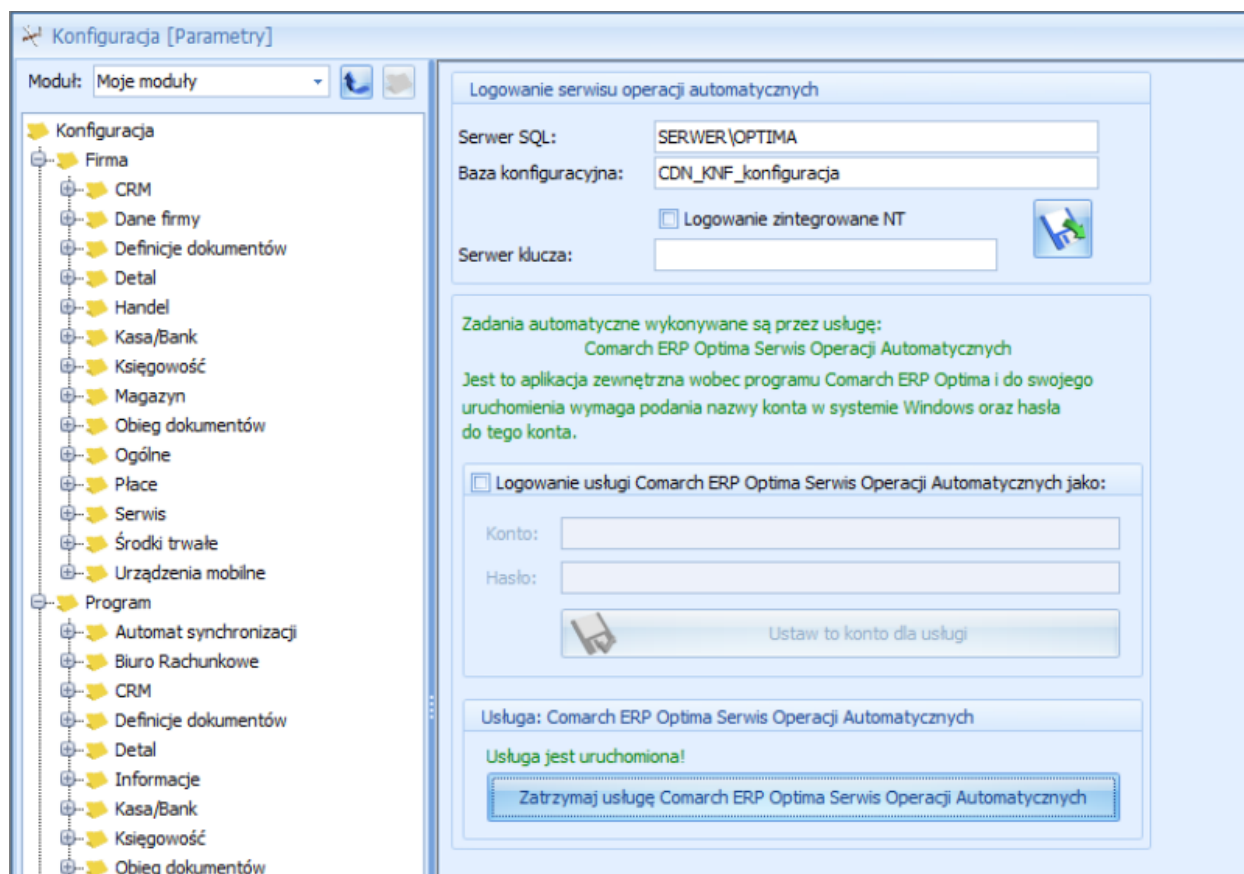 Konfiguracja [Parametry]
Moduł: Moje moduły
Konfiguracja
Firma
CRM
Dane firmy
Definicje dokumentów
Detal
Handel
Kasa/Bank
Księgowość
Magazyn
Obieg dokumentów
Ogólne
Płace
Serwis
Środki trwałe
Urządzenia mobilne
Program
Automat synchronizacji
Biuro Rachunkowe
CRM
Definicje dokumentów
Detal
Informacje
Kasa/Bank
Księgowość
Obieg dokumentów
Logowanie serwisu operacji automatycznych
Serwer SQL: SERWER\OPTIMA
Baza konfiguracyjna: CDN_KNF_konfiguracja
Logowanie zintegrowane NT
Serwer klucza:
Zadania automatyczne wykonywane są przez usługę:
Comarch ERP Optima Serwis Operacji Automatycznych
Jest to aplikacja zewnętrzna wobec programu Comarch ERP Optima i do swojego
uruchomienia wymaga podania nazwy konta w systemie Windows oraz hasła
do tego konta.
Logowanie usługi Comarch ERP Optima Serwis Operacji Automatycznych jako:
Konto:
Hasło:
Ustaw to konto dla usługi
Usługa: Comarch ERP Optima Serwis Operacji Automatycznych
Usługa jest uruchomiona!
Zatrzymaj usługę Comarch ERP Optima Serwis Operacji Automatycznych